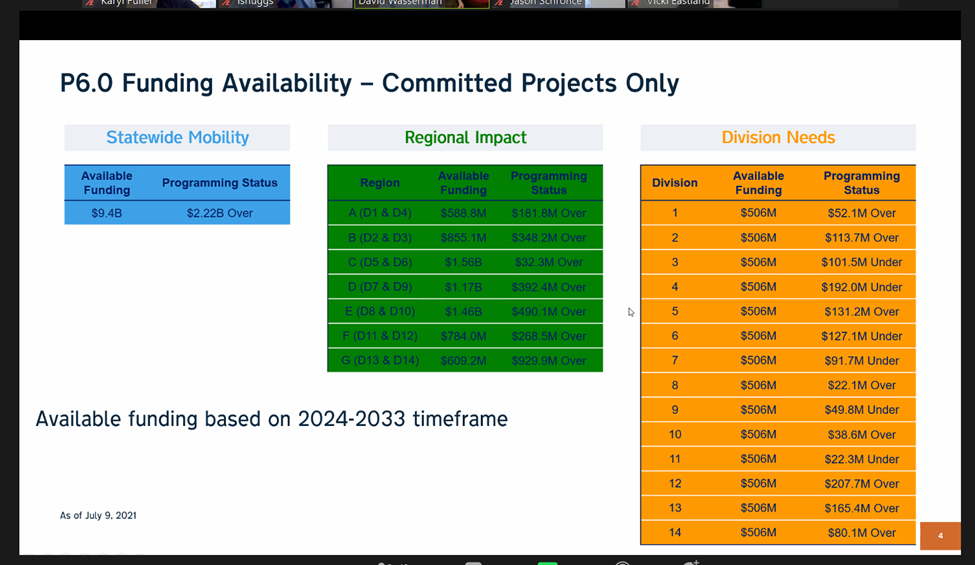 Karyl Fuller
tshuggs
David Wasserman
Jason Schronce
Vicki Eastland
P6.0 Funding Availability – Committed Projects Only
Statewide Mobility
Available Funding Programming Status
$9.4B $2.22B Over
Regional Impact
Region Available Funding Programming Status
A (D1 & D4) $588.8M $181.8M Over
B (D2 & D3) $855.1M $348.2M Over
C (D5 & D6) $1.56B $32.3M Over
D (D7 & D9) $1.17B $392.4M Over
E (D8 & D10) $1.46B $490.1M Over
F (D11 & D12) $784.0M $268.5M Over
G (D13 & D14) $609.2M $929.9M Over
Division Needs
Division Available Funding Programming Status
1 $506M $52.1M Over
2 $506M $113.7M Over
3 $506M $101.5M Under
4 $506M $192.0M Under
5 $506M $131.2M Over
6 $506M $127.1M Under
7 $506M $91.7M Under
8 $506M $22.1M Over
9 $506M $49.8M Under
10 $506M $38.6M Over
11 $506M $22.3M Under
12 $506M $207.7M Over
13 $506M $165.4M Over
14 $506M $80.1M Over
Available funding based on 2024-2033 timeframe
As of July 9, 2021
4